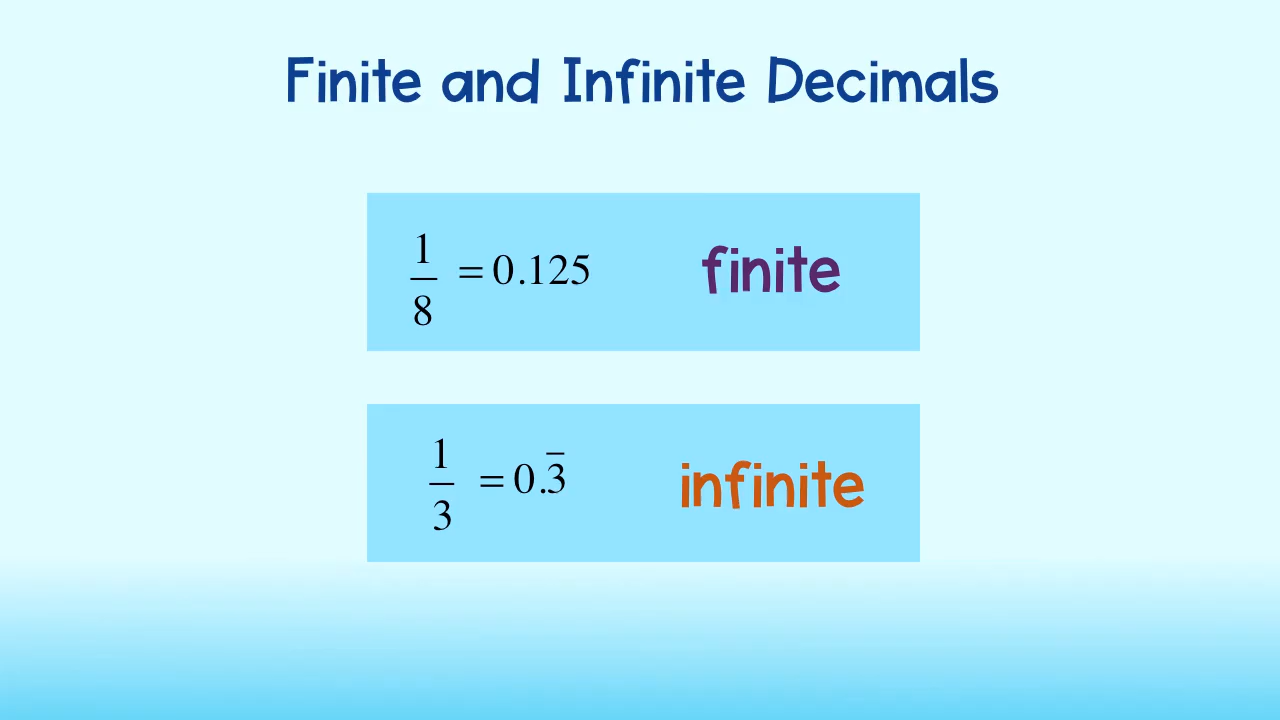 Finite and Infinite Decimals
1/8 = 0.125 finite
1/3 = 0.3̅ infinite